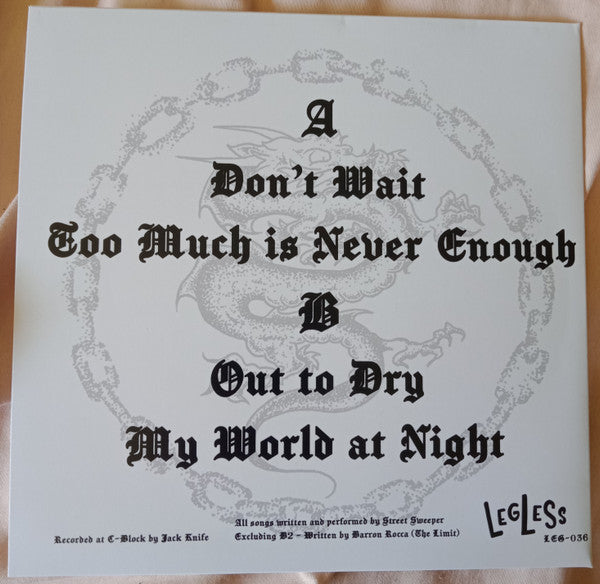 A
Don't Wait
Too Much is Never Enough
B
Out to Dry
My World at Night
All songs written and performed by Street Sweeper
Recorded at C-Block by Jack Knife
Excluding B2 - Written by Barron Rocca (The Limit)
LEGLESS
LEG-036